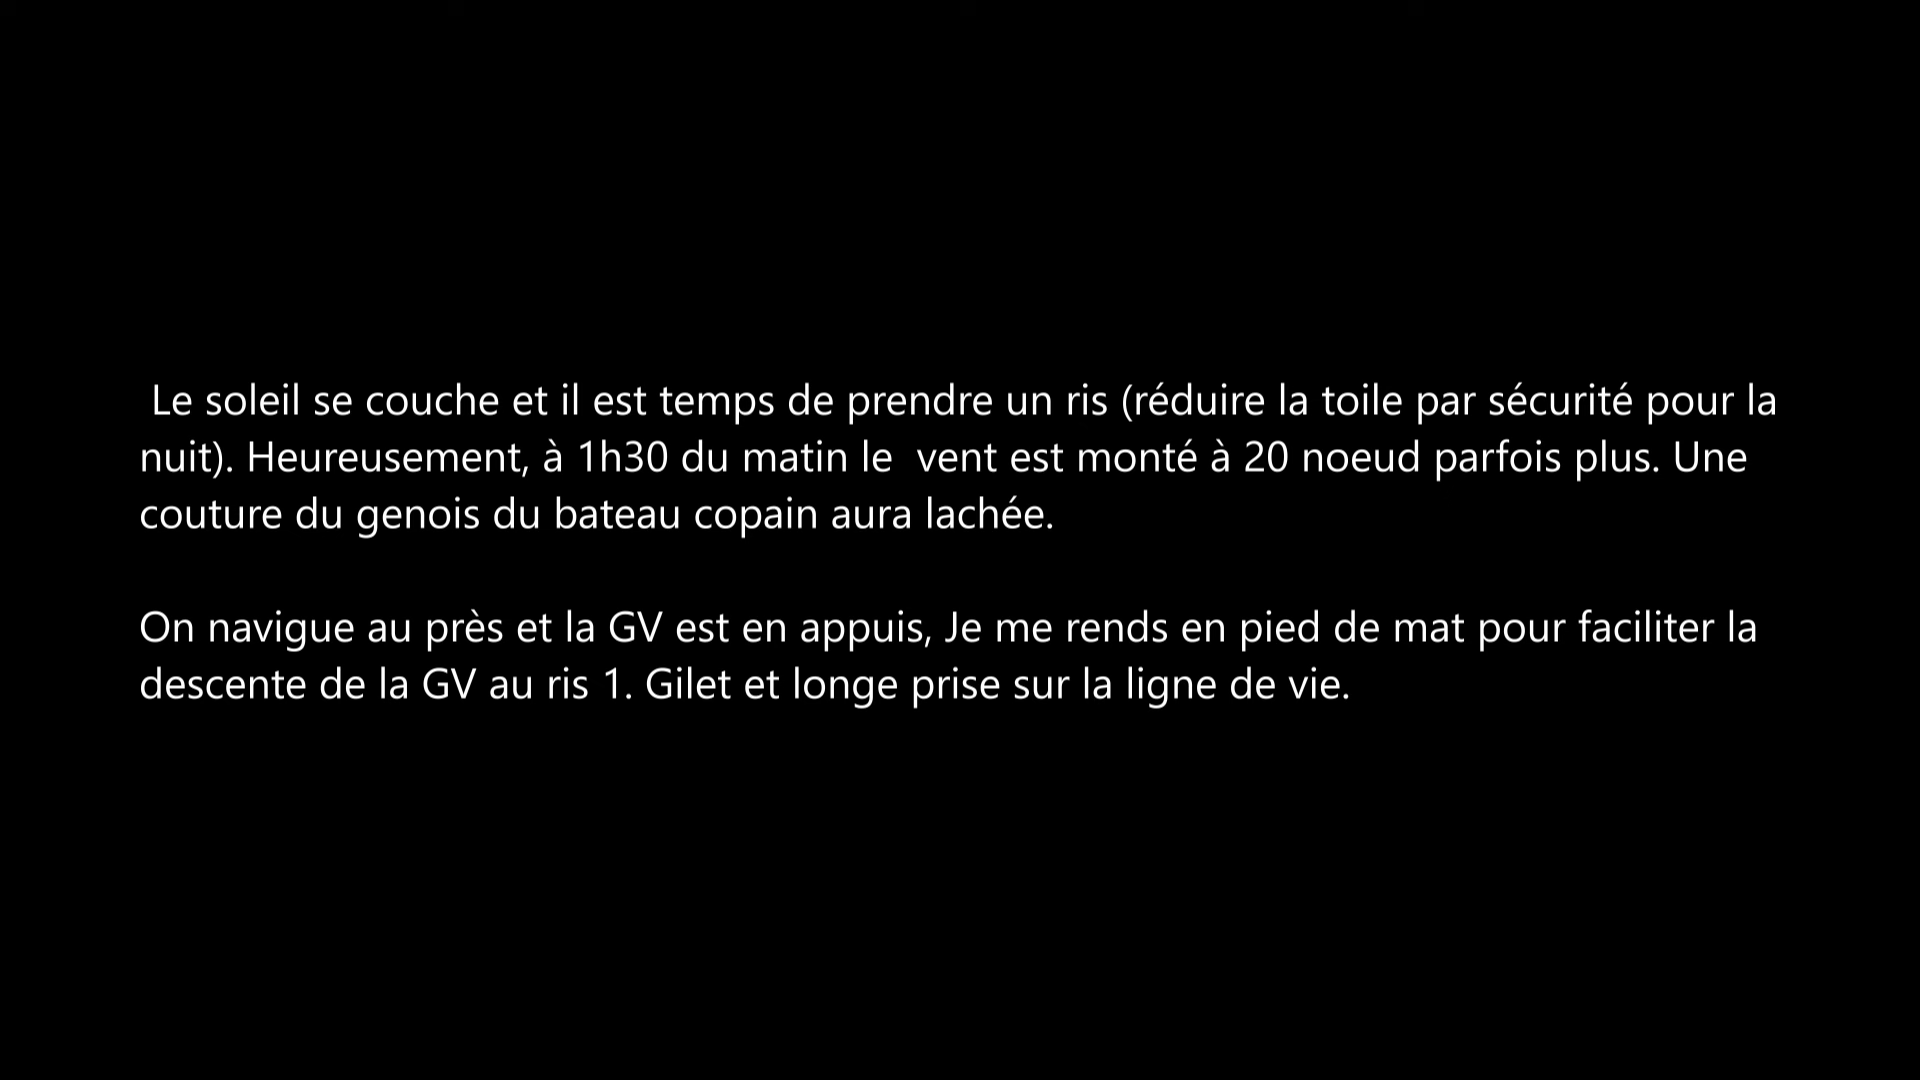 Le soleil se couche et il est temps de prendre un ris (réduire la toile par sécurité pour la
nuit). Heureusement, à 1h30 du matin le  vent est monté à 20 noeud parfois plus. Une
couture du genois du bateau copain aura lachée.
On navigue au près et la GV est en appuis, Je me rends en pied de mat pour faciliter la
descente de la GV au ris 1. Gilet et longe prise sur la ligne de vie.